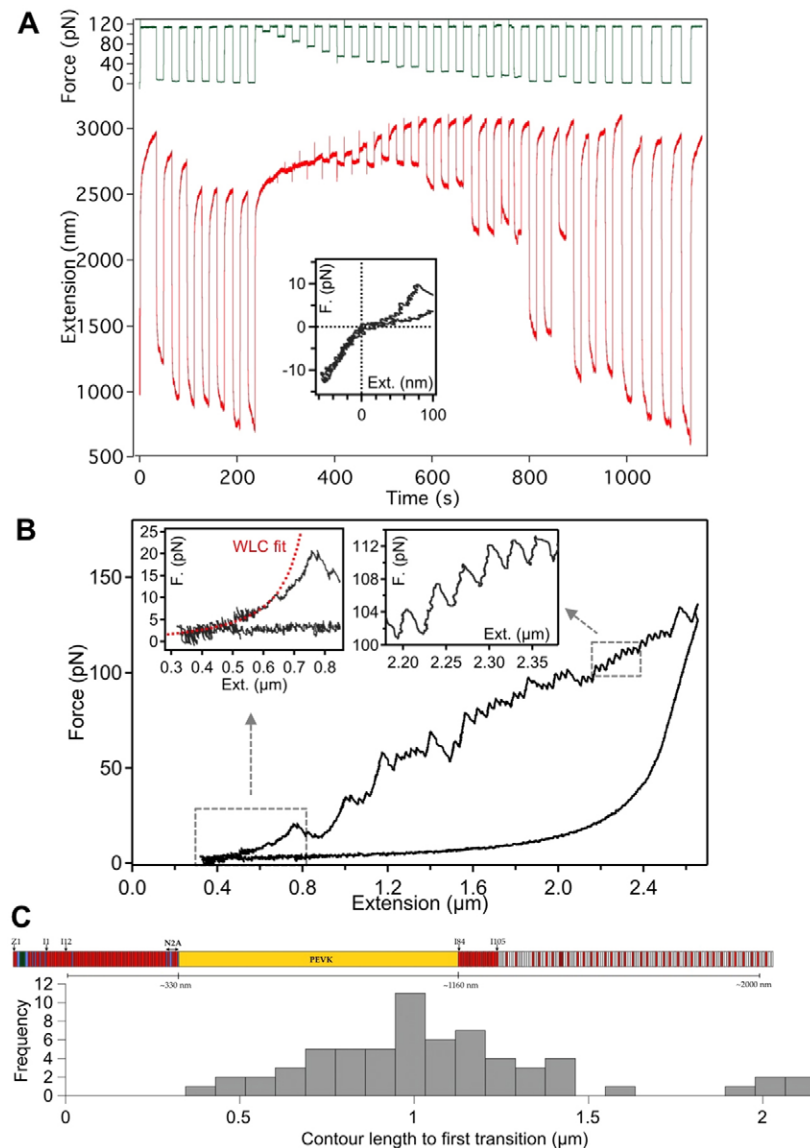 A
Force (pN)
120
80
40
0
Extension (nm)
3000
2500
2000
1500
1000
500
F. (pN)
10
0
-10
Ext. (nm)
0
100
0
200
400
600
800
1000
Time (s)
B
Force (pN)
150
100
50
0
F. (pN)
25
20
15
10
5
0
WLC fit
0.3
0.4
0.5
0.6
0.7
0.8
Ext. (µm)
F. (pN)
112
108
104
100
Ext. (µm)
2.20
2.25
2.30
2.35
0.0
0.4
0.8
1.2
1.6
2.0
2.4
Extension (µm)
C
Z1
I1
I12
N2A
I84
I105
PEVK
~330 nm
~1160 nm
~2000 nm
Frequency
12
10
8
6
4
2
0
0
0.5
1
1.5
2
Contour length to first transition (µm)